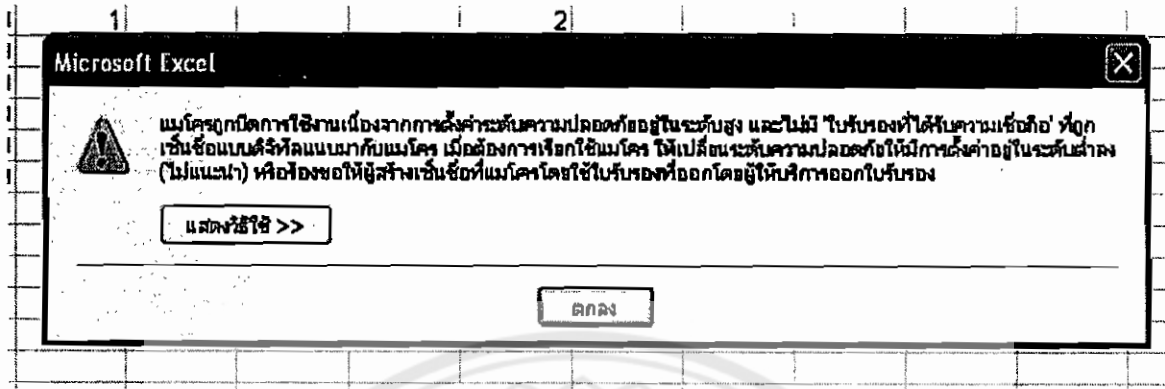 1 2
Microsoft Excel
แมโครถูกปิดการใช้งานเนื่องจากการตั้งค่าระดับความปลอดภัยอยู่ในระดับสูง และไม่มี 'ใบรับรองที่ได้รับความเชื่อถือ' ที่ถูก
เซ็นชื่อแบบดิจิทัลแนบมากับแมโคร เมื่อต้องการเรียกใช้แมโคร ให้เปลี่ยนระดับความปลอดภัยให้มีการตั้งค่าอยู่ในระดับต่ำลง
('ไม่แนะนำ) หรือร้องขอให้ผู้สร้างเซ็นชื่อที่แมโครโดยใช้ใบรับรองที่ออกโดยผู้ให้บริการออกใบรับรอง
แสดงวิธีใช้ >>
ตกลง